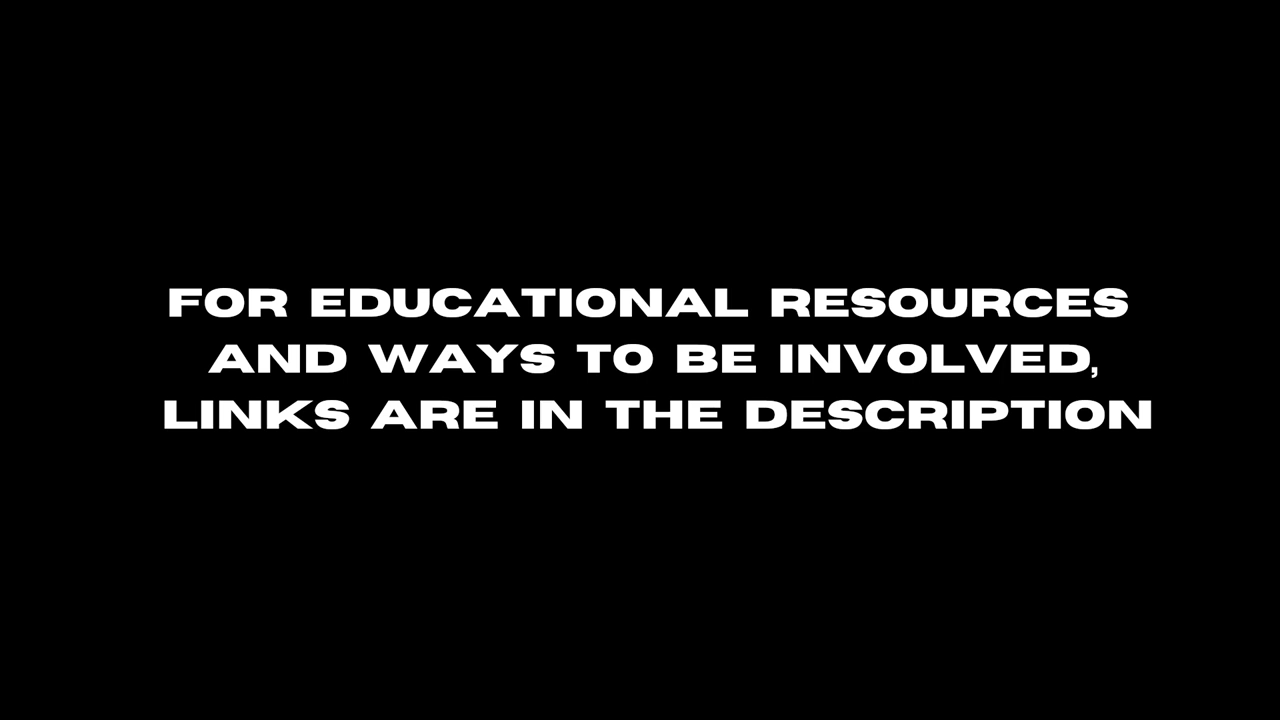 FOR EDUCATIONAL RESOURCES
AND WAYS TO BE INVOLVED,
LINKS ARE IN THE DESCRIPTION